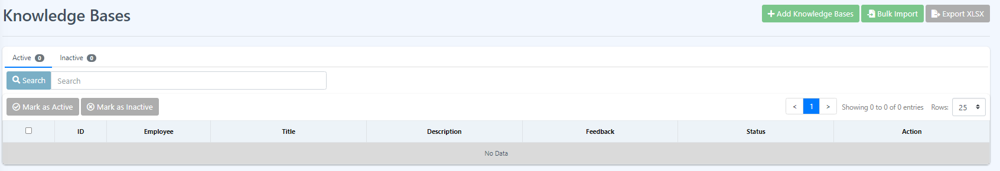 Knowledge Bases
Add Knowledge Bases Bulk Import Export XLSX
Active 0 Inactive 0
Search Search
Mark as Active Mark as Inactive < 1 > Showing 0 to 0 of 0 entries Rows: 25
ID Employee Title Description Feedback Status Action
No Data